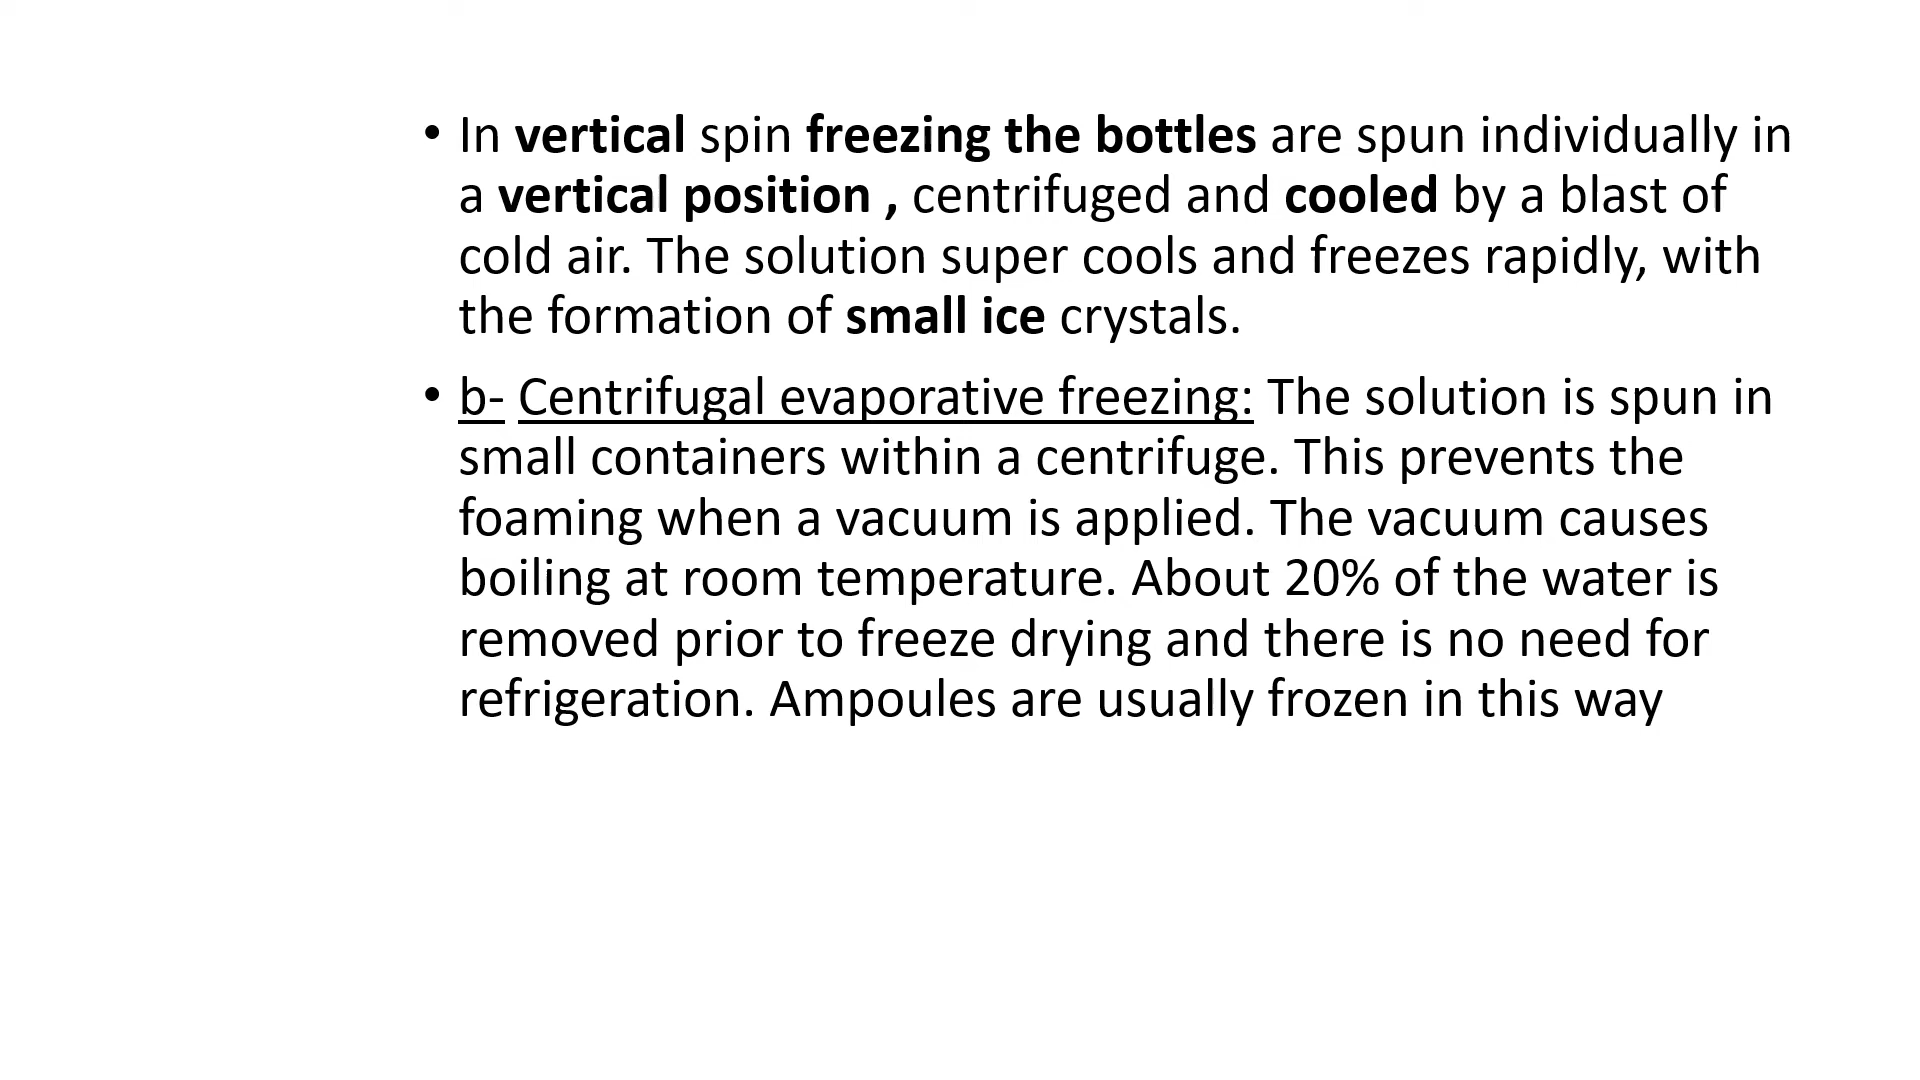 • In vertical spin freezing the bottles are spun individually in
a vertical position , centrifuged and cooled by a blast of
cold air. The solution super cools and freezes rapidly, with
the formation of small ice crystals.
• b- Centrifugal evaporative freezing: The solution is spun in
small containers within a centrifuge. This prevents the
foaming when a vacuum is applied. The vacuum causes
boiling at room temperature. About 20% of the water is
removed prior to freeze drying and there is no need for
refrigeration. Ampoules are usually frozen in this way